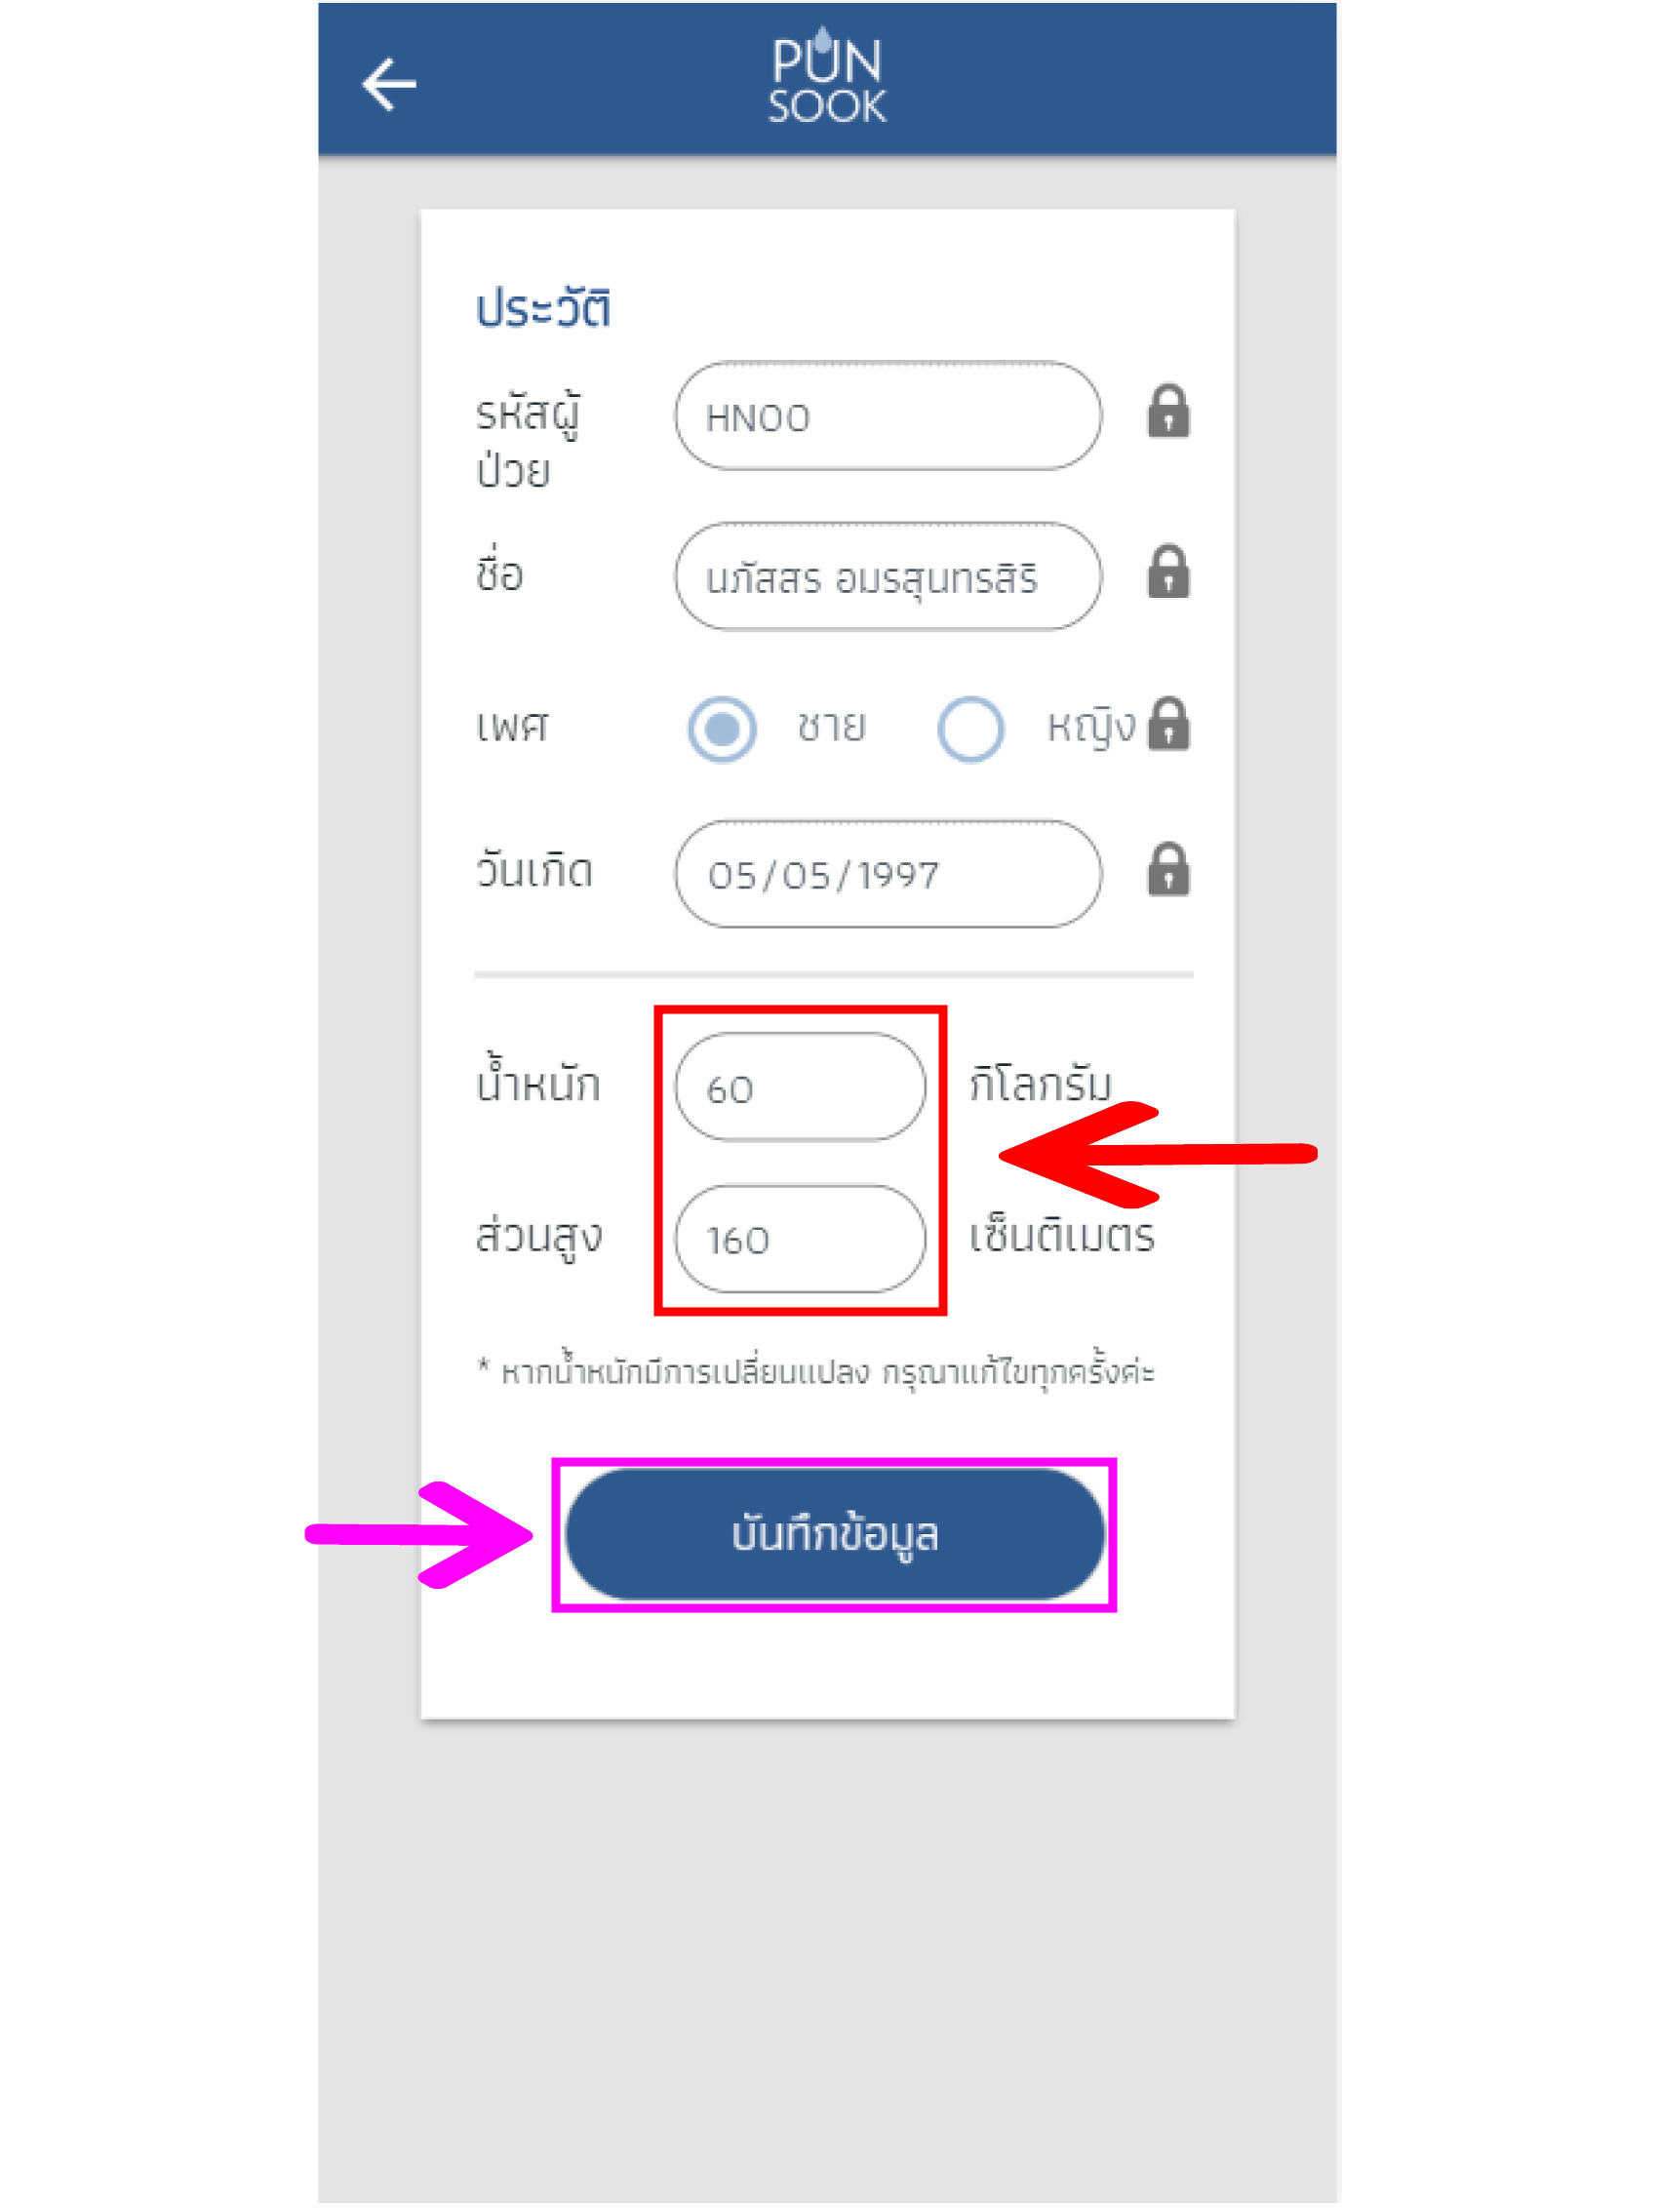 PUN
SOOK
ประวัติ
รหัสผู้
ป่วย
HN00
ชื่อ
นภัสสร อมรสุนทรสิริ
เพศ ชาย หญิง
วันเกิด 05/05/1997
น้ำหนัก 60 กิโลกรัม
ส่วนสูง 160 เซ็นติเมตร
* หากน้ำหนักมีการเปลี่ยนแปลง กรุณาแก้ไขทุกครั้งค่ะ
บันทึกข้อมูล